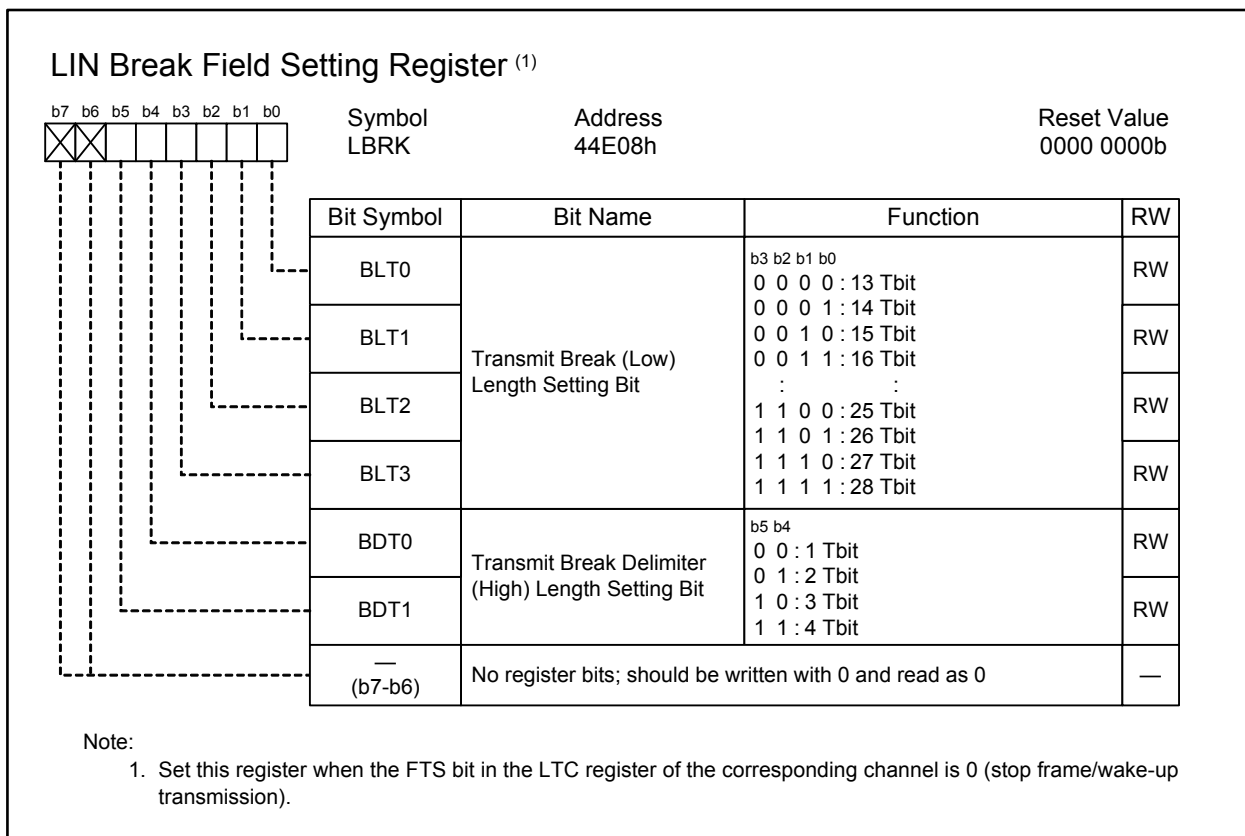 LIN Break Field Setting Register (1)
b7 b6 b5 b4 b3 b2 b1 b0
Symbol Address Reset Value
LBRK 44E08h 0000 0000b
Bit Symbol Bit Name Function RW
BLT0 RW
BLT1 RW
BLT2 RW
BLT3 RW
Transmit Break (Low)
Length Setting Bit
b3 b2 b1 b0
0 0 0 0 : 13 Tbit
0 0 0 1 : 14 Tbit
0 0 1 0 : 15 Tbit
0 0 1 1 : 16 Tbit
: :
1 1 0 0 : 25 Tbit
1 1 0 1 : 26 Tbit
1 1 1 0 : 27 Tbit
1 1 1 1 : 28 Tbit
BDT0 RW
BDT1 RW
Transmit Break Delimiter
(High) Length Setting Bit
b5 b4
0 0 : 1 Tbit
0 1 : 2 Tbit
1 0 : 3 Tbit
1 1 : 4 Tbit
—
(b7-b6) No register bits; should be written with 0 and read as 0 —
Note:
1. Set this register when the FTS bit in the LTC register of the corresponding channel is 0 (stop frame/wake-up
transmission).